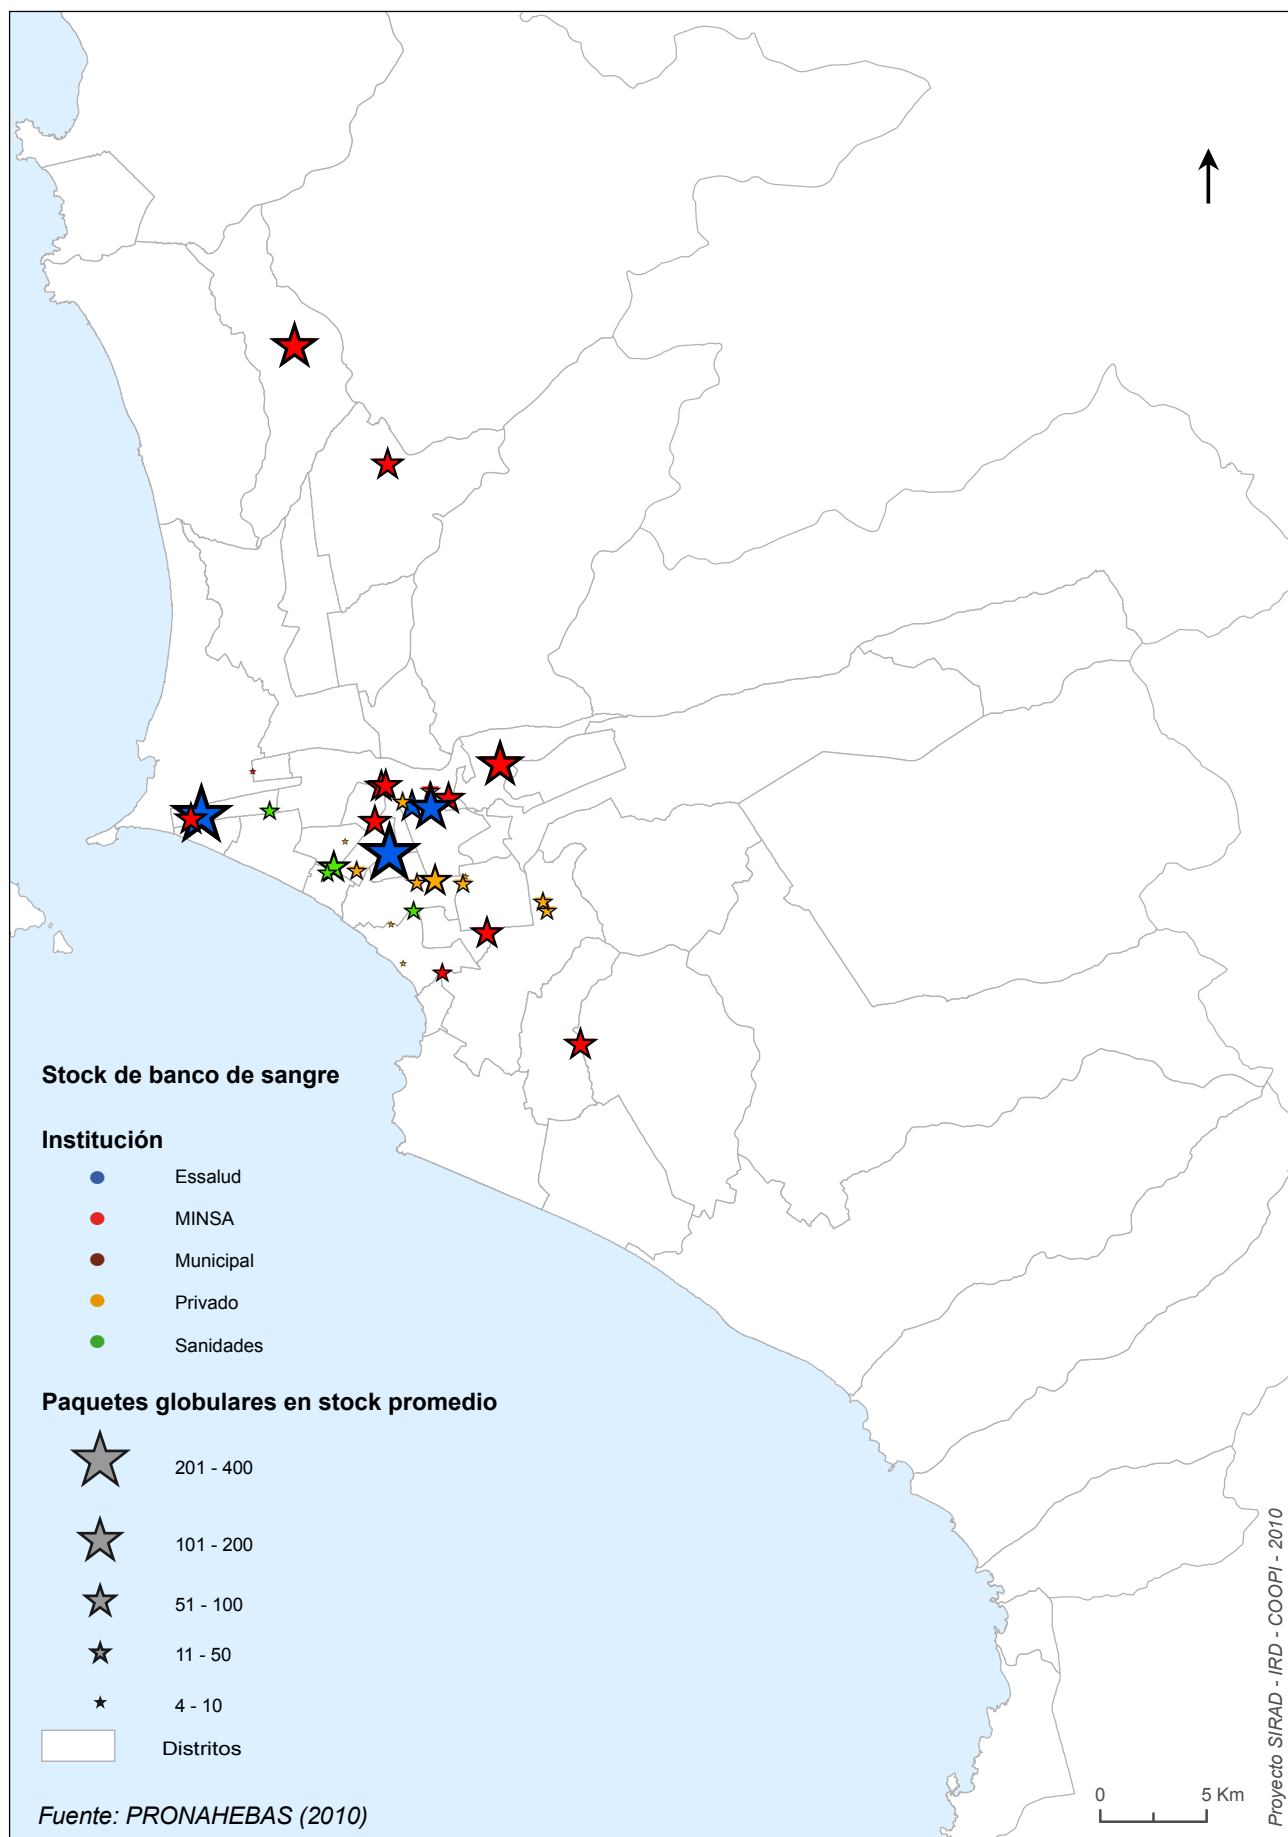 Stock de banco de sangre
Institución
Essalud
MINSA
Municipal
Privado
Sanidades
Paquetes globulares en stock promedio
201 - 400
101 - 200
51 - 100
11 - 50
4 - 10
Distritos
Fuente: PRONAHEBAS (2010)
0 5 Km
Proyecto SIRAD - IRD - COOPI - 2010